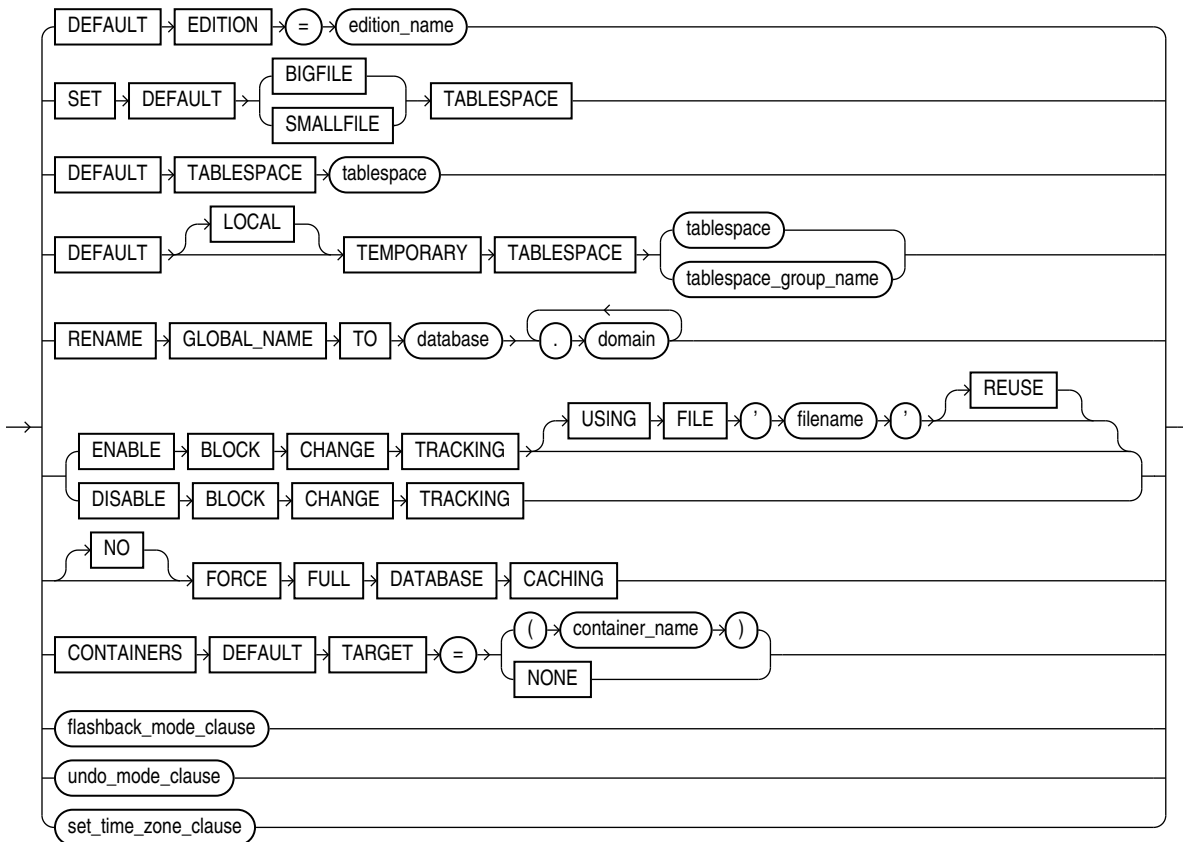 DEFAULT EDITION = edition_name
BIGFILE
SET DEFAULT TABLESPACE
SMALLFILE
DEFAULT TABLESPACE tablespace
LOCAL
tablespace
DEFAULT TEMPORARY TABLESPACE
tablespace_group_name
RENAME GLOBAL_NAME TO database . domain
REUSE
USING FILE ’ filename ’
ENABLE BLOCK CHANGE TRACKING
DISABLE BLOCK CHANGE TRACKING
NO
FORCE FULL DATABASE CACHING
( container_name )
CONTAINERS DEFAULT TARGET =
NONE
flashback_mode_clause
undo_mode_clause
set_time_zone_clause